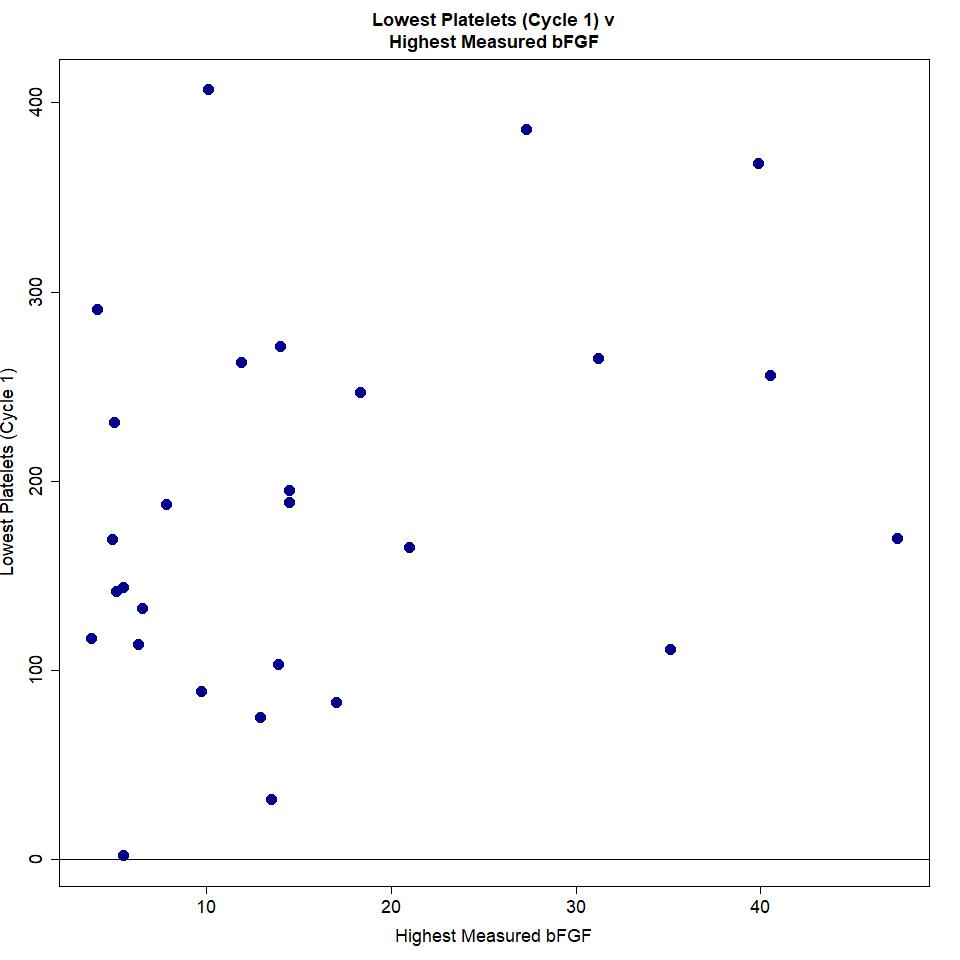 Lowest Platelets (Cycle 1) v
Highest Measured bFGF
400
300
200
100
0
Lowest Platelets (Cycle 1)
10 20 30 40
Highest Measured bFGF